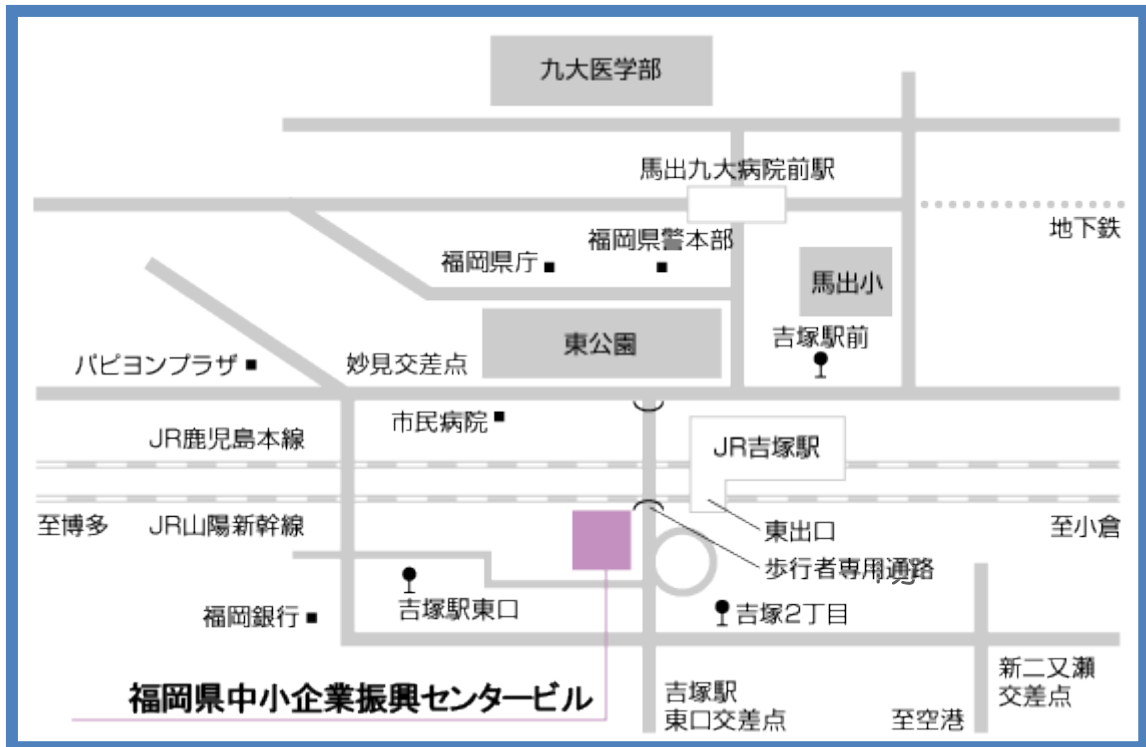 九大医学部
馬出九大病院前駅
地下鉄
福岡県警本部
福岡県庁
馬出小
吉塚駅前
東公園
パピヨンプラザ
妙見交差点
市民病院
JR鹿児島本線
JR吉塚駅
至博多
JR山陽新幹線
東出口
至小倉
歩行者専用通路
吉塚駅東口
福岡銀行
吉塚2丁目
福岡県中小企業振興センタービル
吉塚駅
東口交差点
新二又瀬
交差点
至空港